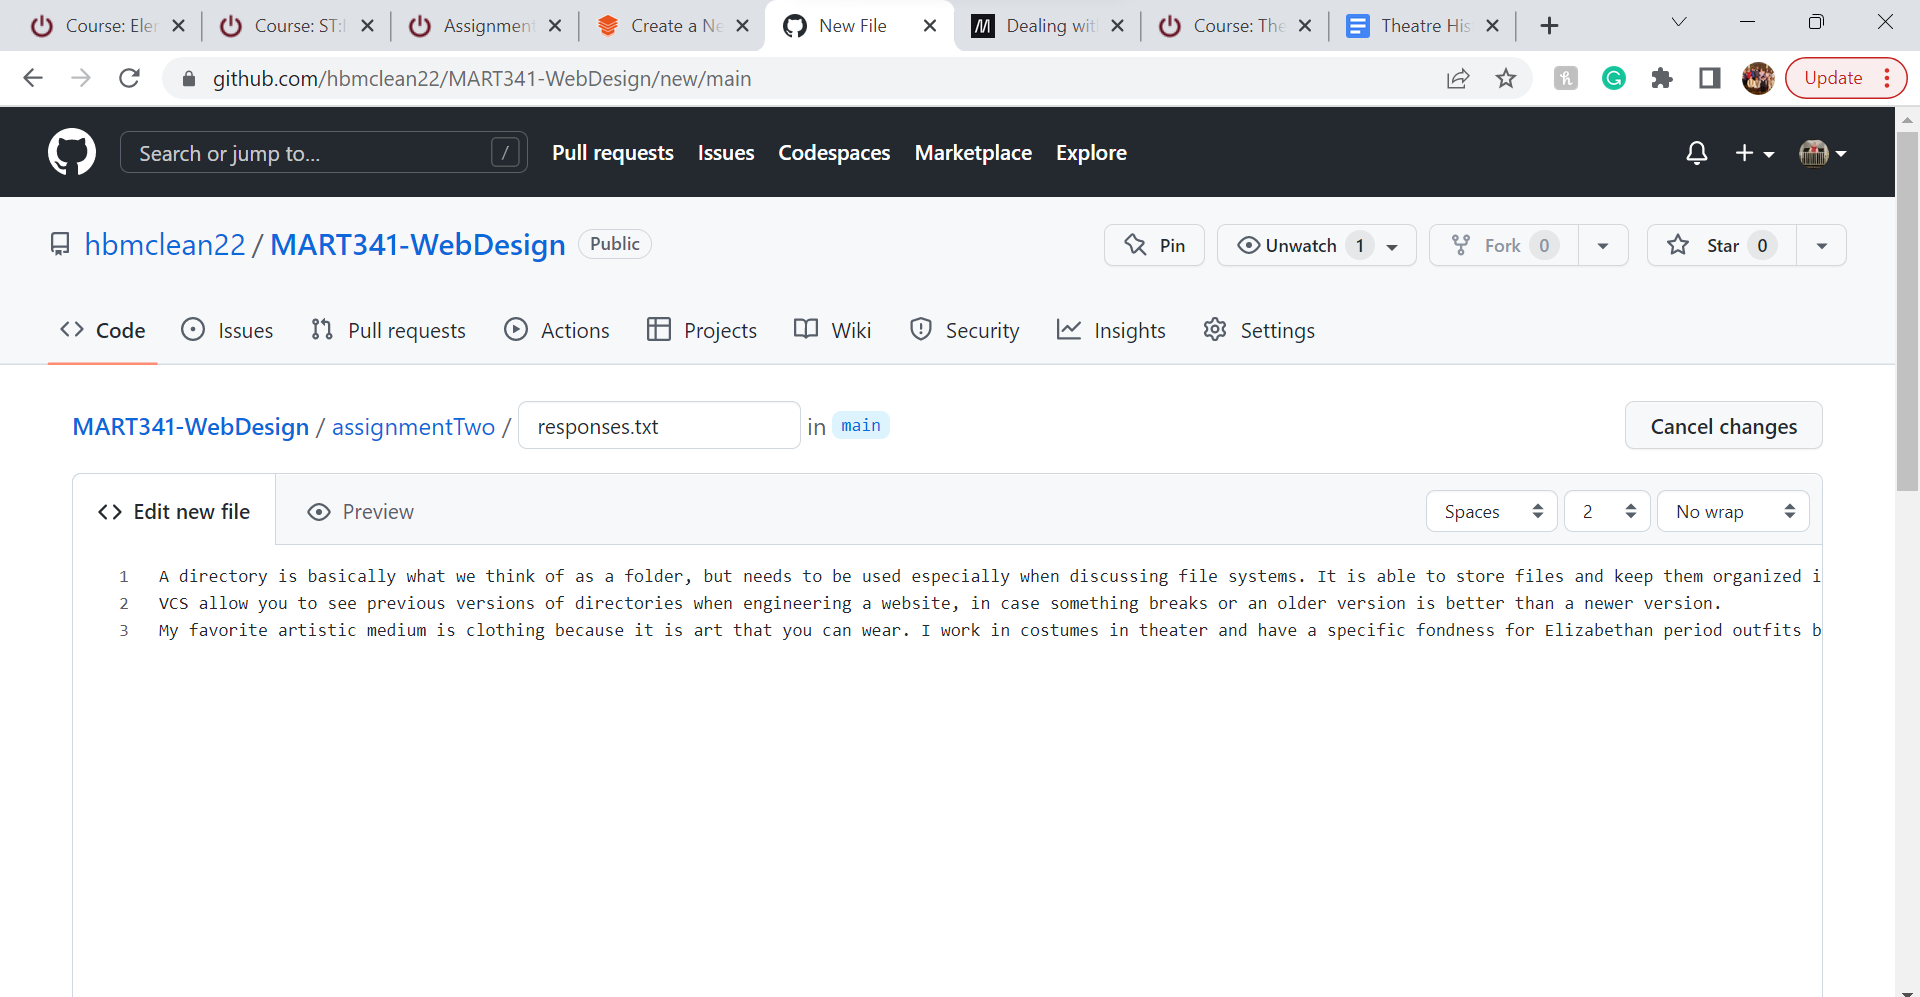 Course: Eler
Course: ST:I
Assignment
Create a Ne
New File
Dealing wit
Course: The
Theatre His
github.com/hbmclean22/MART341-WebDesign/new/main
Update
Search or jump to... /
Pull requests Issues Codespaces Marketplace Explore
hbmclean22 / MART341-WebDesign Public
Pin
Unwatch 1
Fork 0
Star 0
Code Issues Pull requests Actions Projects Wiki Security Insights Settings
MART341-WebDesign / assignmentTwo / responses.txt in main
Cancel changes
Edit new file Preview
Spaces 2 No wrap
1 A directory is basically what we think of as a folder, but needs to be used especially when discussing file systems. It is able to store files and keep them organized i
2 VCS allow you to see previous versions of directories when engineering a website, in case something breaks or an older version is better than a newer version.
3 My favorite artistic medium is clothing because it is art that you can wear. I work in costumes in theater and have a specific fondness for Elizabethan period outfits b